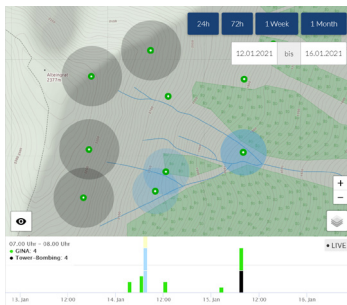 24h 72h 1 Week 1 Month
12.01.2021 bis 16.01.2021
2377m
+
−
07.00 Uhr – 08.00 Uhr
GINA: 4
Tower-Bombing: 4
LIVE
13. Jan 12:00 14. Jan 12:00 15. Jan 12:00 16. Jan